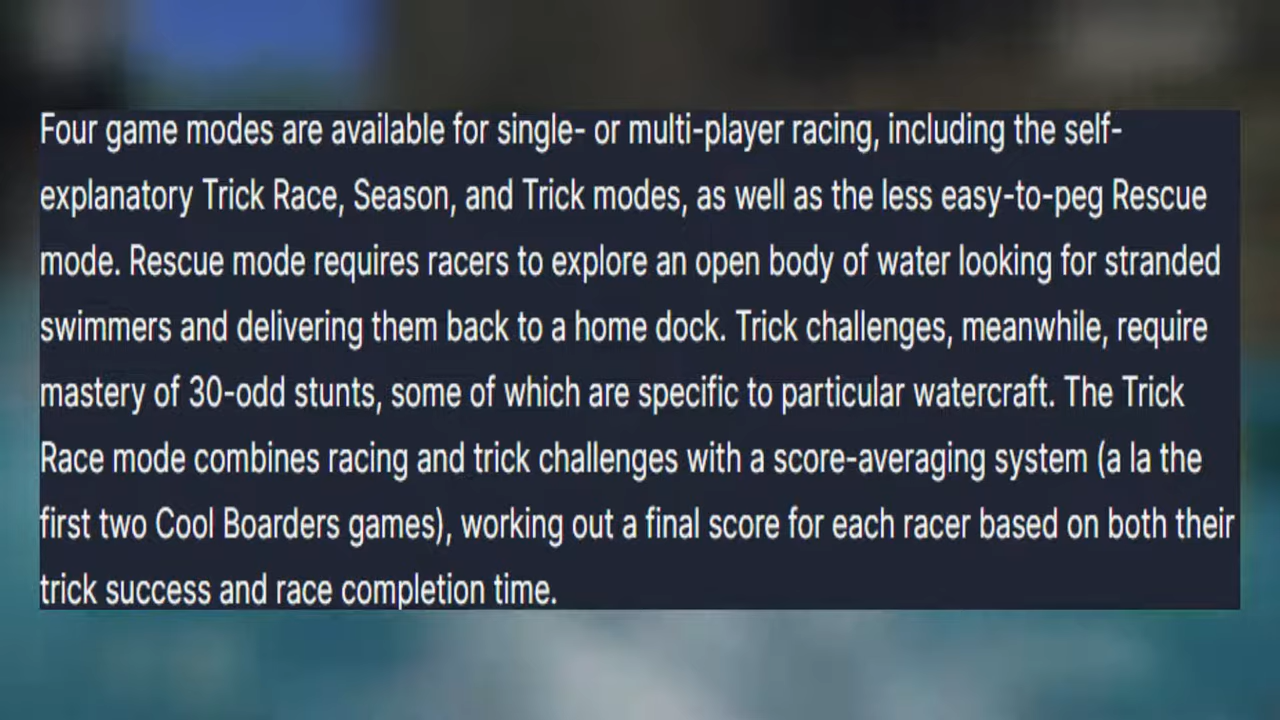 Four game modes are available for single- or multi-player racing, including the self-
explanatory Trick Race, Season, and Trick modes, as well as the less easy-to-peg Rescue
mode. Rescue mode requires racers to explore an open body of water looking for stranded
swimmers and delivering them back to a home dock. Trick challenges, meanwhile, require
mastery of 30-odd stunts, some of which are specific to particular watercraft. The Trick
Race mode combines racing and trick challenges with a score-averaging system (a la the
first two Cool Boarders games), working out a final score for each racer based on both their
trick success and race completion time.